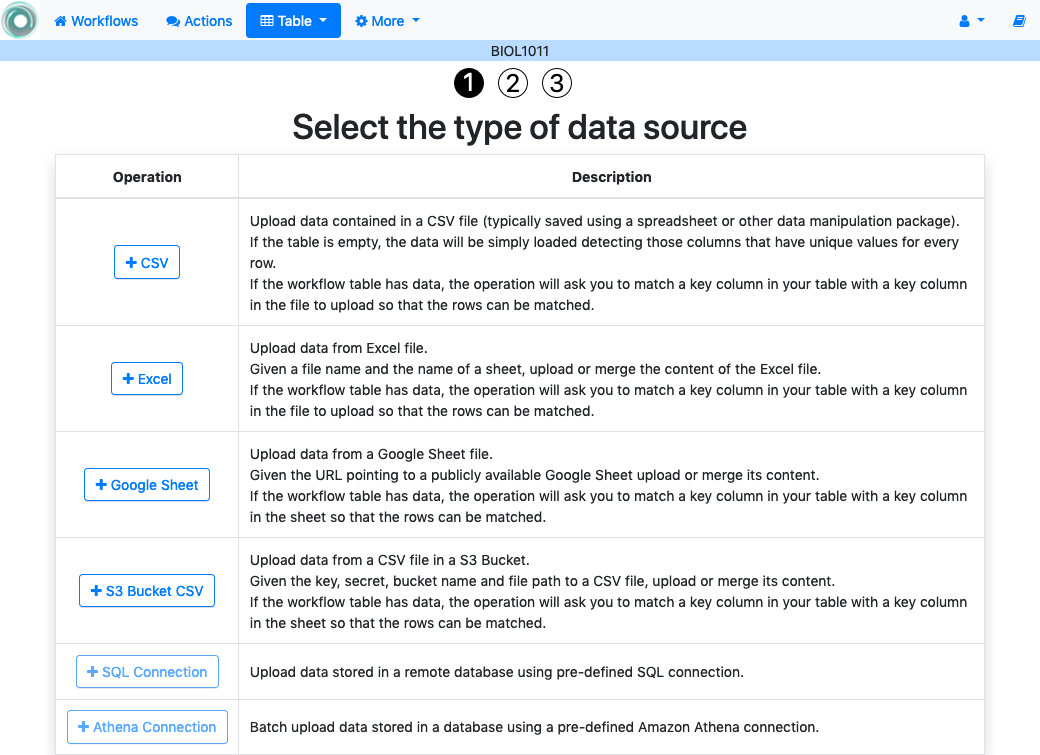 Workflows Actions Table More
BIOL1011
1 2 3
Select the type of data source
Operation Description
CSV
Upload data contained in a CSV file (typically saved using a spreadsheet or other data manipulation package).
If the table is empty, the data will be simply loaded detecting those columns that have unique values for every
row.
If the workflow table has data, the operation will ask you to match a key column in your table with a key column
in the file to upload so that the rows can be matched.
Excel
Upload data from Excel file.
Given a file name and the name of a sheet, upload or merge the content of the Excel file.
If the workflow table has data, the operation will ask you to match a key column in your table with a key column
in the file to upload so that the rows can be matched.
Google Sheet
Upload data from a Google Sheet file.
Given the URL pointing to a publicly available Google Sheet upload or merge its content.
If the workflow table has data, the operation will ask you to match a key column in your table with a key column
in the sheet so that the rows can be matched.
S3 Bucket CSV
Upload data from a CSV file in a S3 Bucket.
Given the key, secret, bucket name and file path to a CSV file, upload or merge its content.
If the workflow table has data, the operation will ask you to match a key column in your table with a key column
in the sheet so that the rows can be matched.
SQL Connection
Upload data stored in a remote database using pre-defined SQL connection.
Athena Connection
Batch upload data stored in a database using a pre-defined Amazon Athena connection.